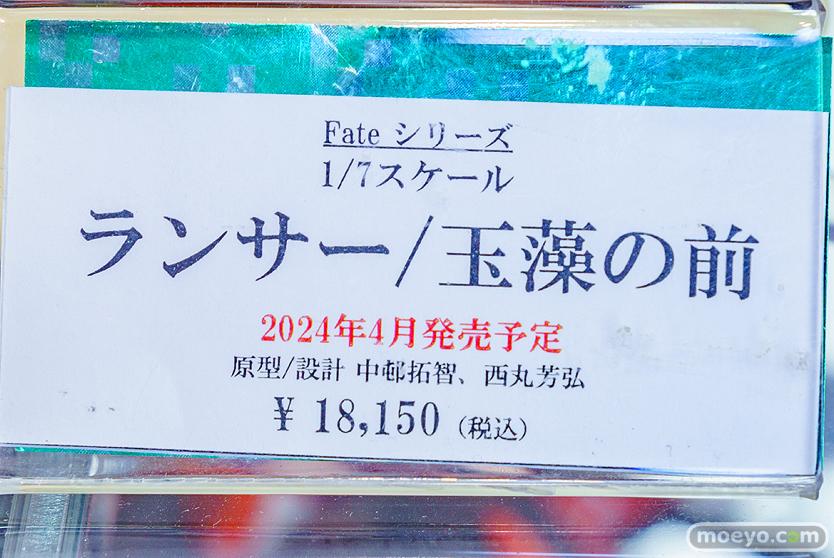 Fate シリーズ
1/7スケール
ランサー/玉藻の前
2024年4月発売予定
原型/設計 中邨拓智、西丸芳弘
¥ 18,150 (税込)
moeyo.com